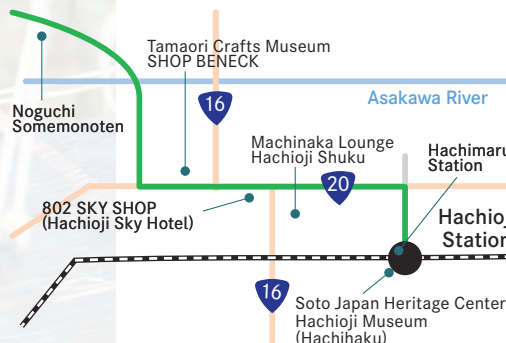 Tamaori Crafts Museum
SHOP BENECK
16
Asakawa River
Noguchi
Somemonoten
Machinaka Lounge
Hachioji Shuku
Hachimaru
Station
20
802 SKY SHOP
(Hachioji Sky Hotel)
Hachioj
Station
16
Soto Japan Heritage Center
Hachioji Museum
(Hachihaku)